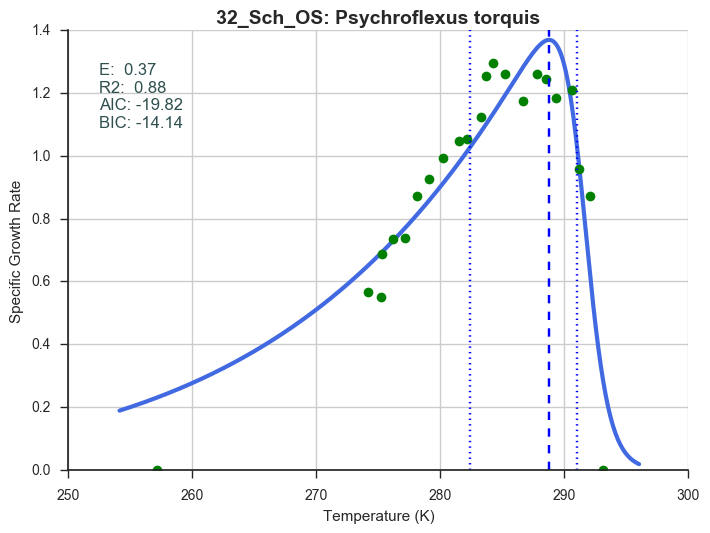 32_Sch_OS: Psychroflexus torquis
E:  0.37
R2:  0.88
AIC: -19.82
BIC: -14.14
Specific Growth Rate
1.4
1.2
1.0
0.8
0.6
0.4
0.2
0.0
250 260 270 280 290 300
Temperature (K)